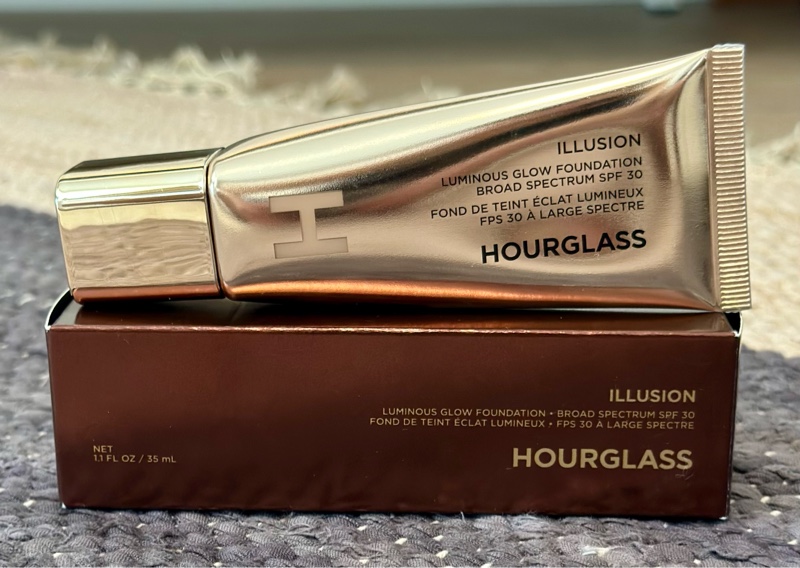 ILLUSION
LUMINOUS GLOW FOUNDATION
BROAD SPECTRUM SPF 30
FOND DE TEINT ÉCLAT LUMINEUX
FPS 30 À LARGE SPECTRE
HOURGLASS
H
ILLUSION
LUMINOUS GLOW FOUNDATION • BROAD SPECTRUM SPF 30
FOND DE TEINT ÉCLAT LUMINEUX • FPS 30 À LARGE SPECTRE
NET
1.1 FL OZ / 35 mL
HOURGLASS